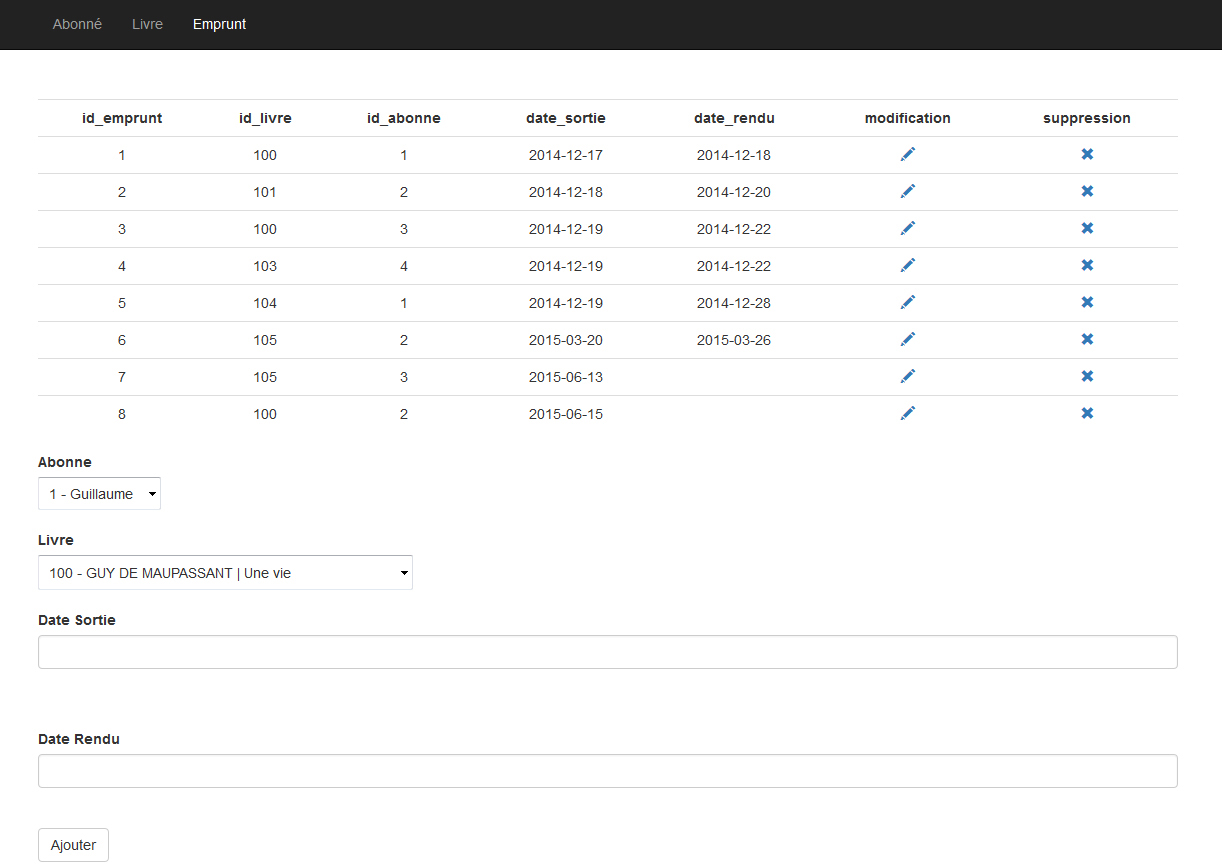 Abonné Livre Emprunt
id_emprunt id_livre id_abonne date_sortie date_rendu modification suppression
1 100 1 2014-12-17 2014-12-18
2 101 2 2014-12-18 2014-12-20
3 100 3 2014-12-19 2014-12-22
4 103 4 2014-12-19 2014-12-22
5 104 1 2014-12-19 2014-12-28
6 105 2 2015-03-20 2015-03-26
7 105 3 2015-06-13
8 100 2 2015-06-15
Abonne
1 - Guillaume
Livre
100 - GUY DE MAUPASSANT | Une vie
Date Sortie
Date Rendu
Ajouter